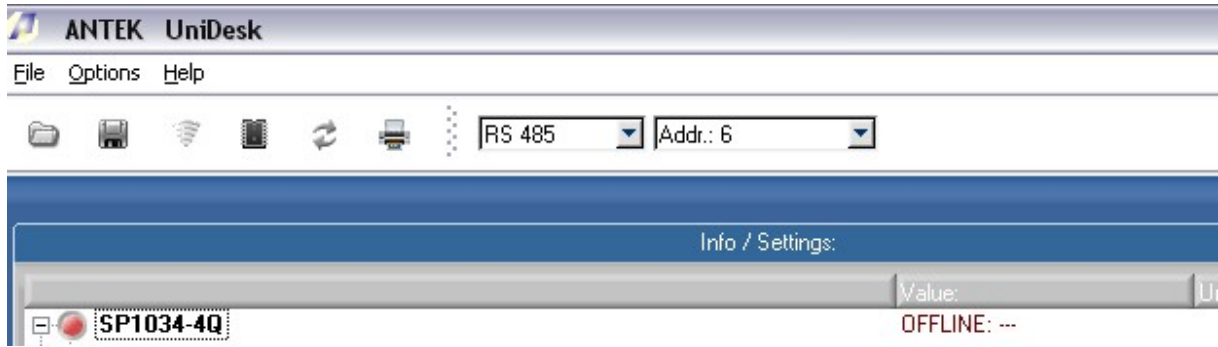 ANTEK UniDesk
File Options Help
RS 485 Addr.: 6
Info / Settings:
Value:
SP1034-4Q OFFLINE: ---